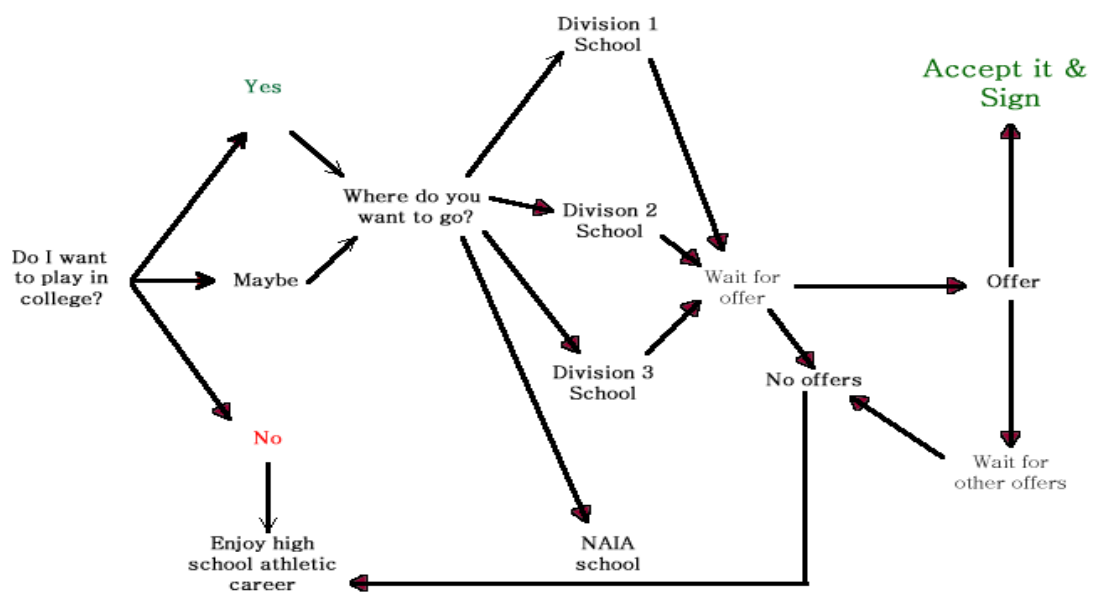 Do I want
to play in
college?
Yes
Maybe
No
Enjoy high
school athletic
career
Where do you
want to go?
Division 1
School
Divison 2
School
Division 3
School
NAIA
school
Wait for
offer
No offers
Offer
Accept it &
Sign
Wait for
other offers